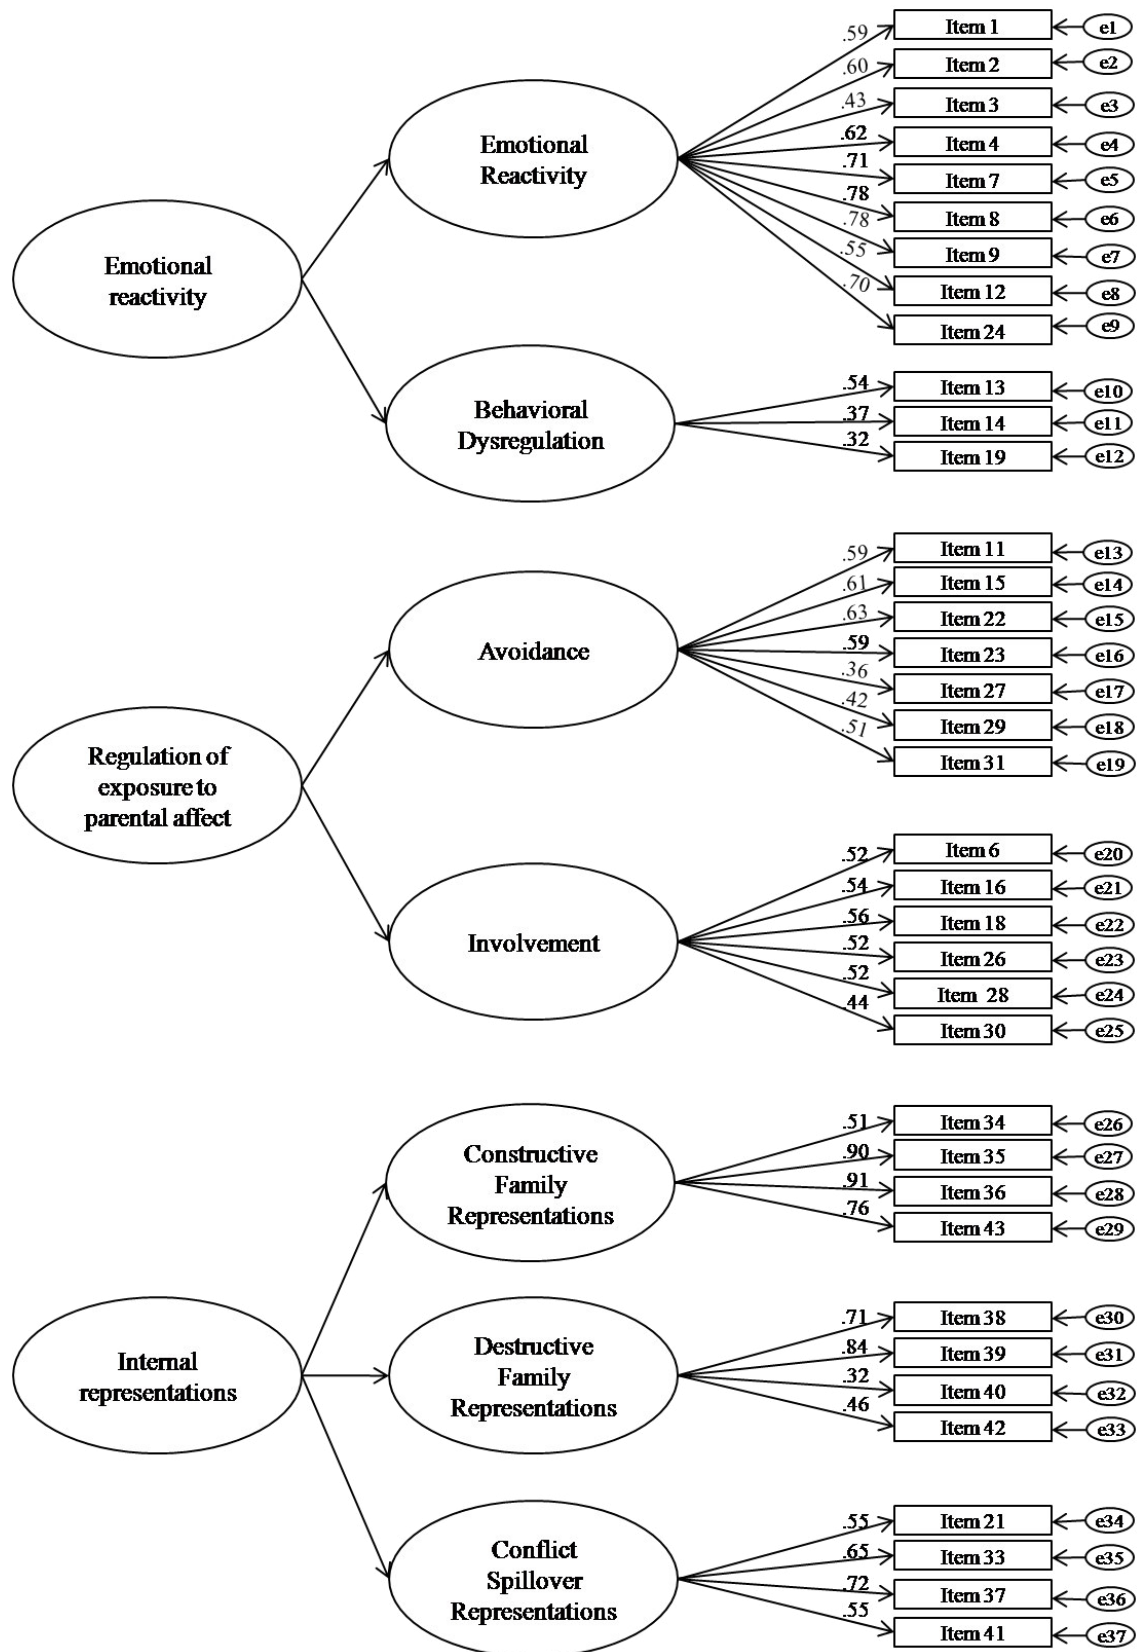 Emotional
reactivity
Emotional
Reactivity
.59
.60
.43
.62
.71
.78
.78
.55
.70
Item 1
e1
Item 2
e2
Item 3
e3
Item 4
e4
Item 7
e5
Item 8
e6
Item 9
e7
Item 12
e8
Item 24
e9
Behavioral
Dysregulation
.54
.37
.32
Item 13
e10
Item 14
e11
Item 19
e12
Regulation of
exposure to
parental affect
Avoidance
.59
.61
.63
.59
.36
.42
.51
Item 11
e13
Item 15
e14
Item 22
e15
Item 23
e16
Item 27
e17
Item 29
e18
Item 31
e19
Involvement
.52
.54
.56
.52
.52
.44
Item 6
e20
Item 16
e21
Item 18
e22
Item 26
e23
Item 28
e24
Item 30
e25
Internal
representations
Constructive
Family
Representations
.51
.90
.91
.76
Item 34
e26
Item 35
e27
Item 36
e28
Item 43
e29
Destructive
Family
Representations
.71
.84
.32
.46
Item 38
e30
Item 39
e31
Item 40
e32
Item 42
e33
Conflict
Spillover
Representations
.55
.65
.72
.55
Item 21
e34
Item 33
e35
Item 37
e36
Item 41
e37